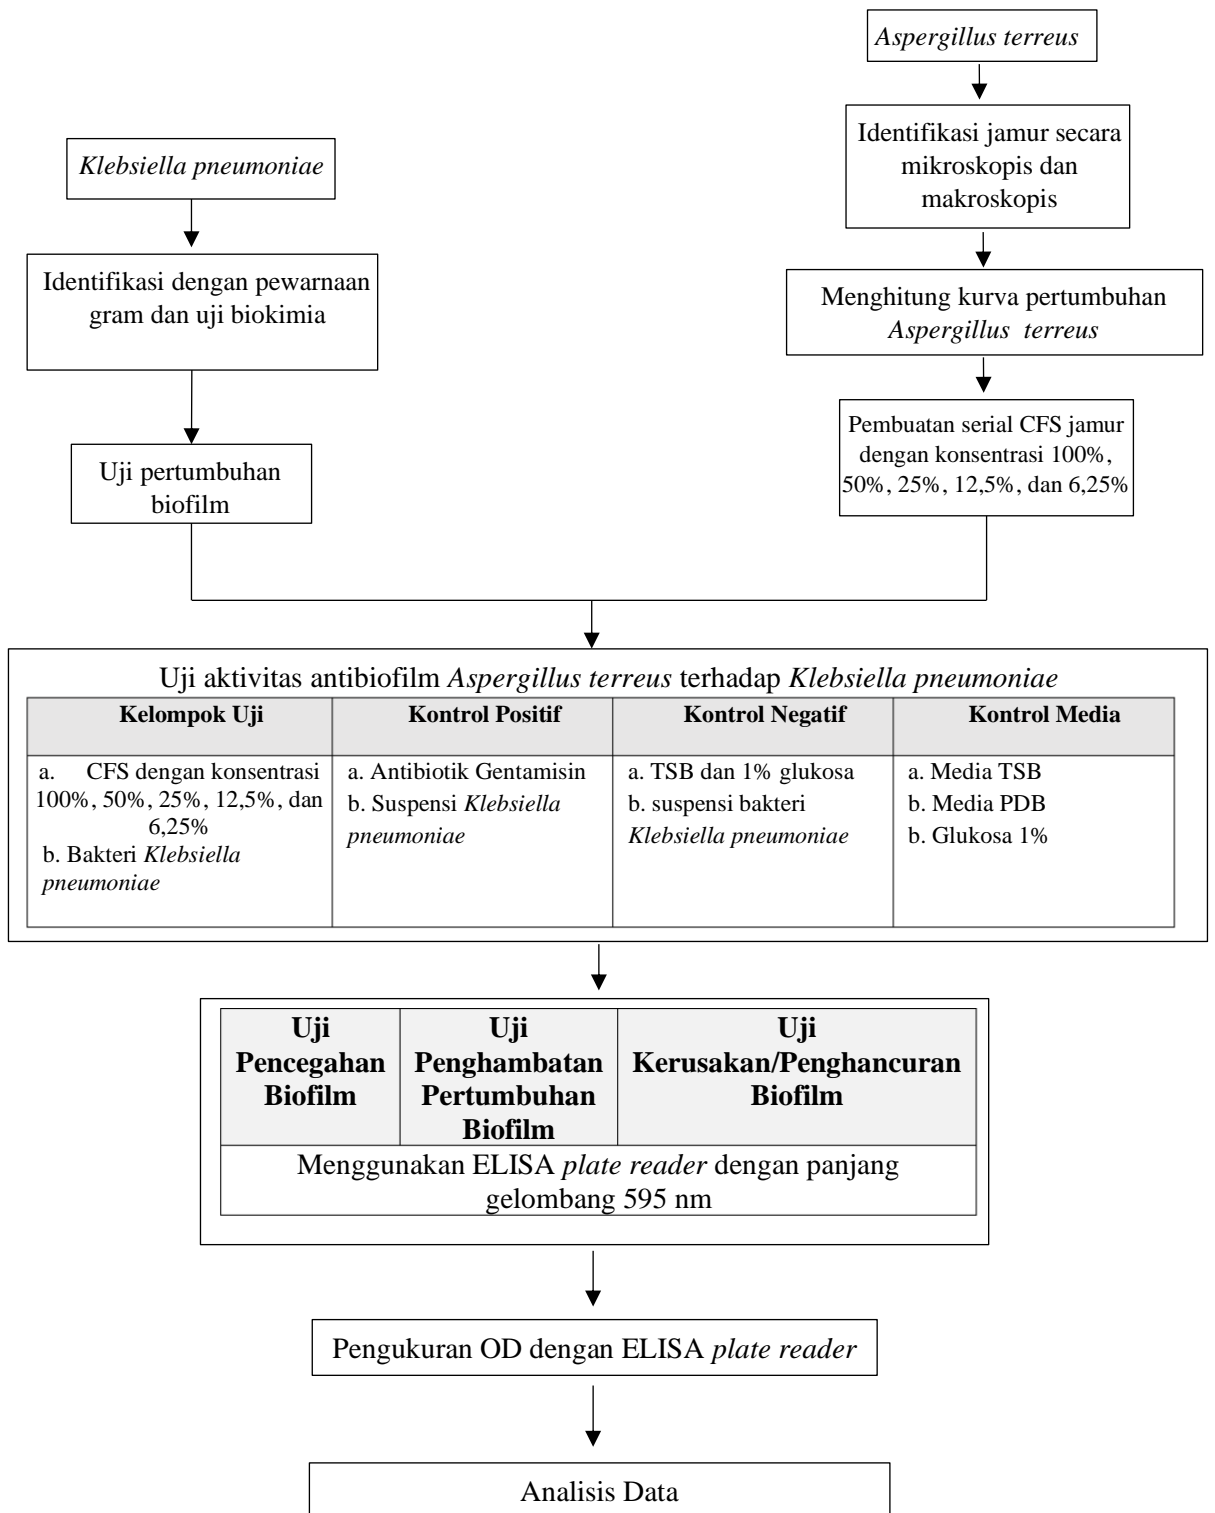 Aspergillus terreus
Identifikasi jamur secara
mikroskopis dan
makroskopis
Klebsiella pneumoniae
Identifikasi dengan pewarnaan
gram dan uji biokimia
Menghitung kurva pertumbuhan
Aspergillus terreus
Uji pertumbuhan
biofilm
Pembuatan serial CFS jamur
dengan konsentrasi 100%,
50%, 25%, 12,5%, dan 6,25%
Uji aktivitas antibiofilm Aspergillus terreus terhadap Klebsiella pneumoniae
Kelompok Uji
a. CFS dengan konsentrasi
100%, 50%, 25%, 12,5%, dan
6,25%
b. Bakteri Klebsiella
pneumoniae
Kontrol Positif
a. Antibiotik Gentamisin
b. Suspensi Klebsiella
pneumoniae
Kontrol Negatif
a. TSB dan 1% glukosa
b. suspensi bakteri
Klebsiella pneumoniae
Kontrol Media
a. Media TSB
b. Media PDB
b. Glukosa 1%
Uji
Pencegahan
Biofilm
Uji
Penghambatan
Pertumbuhan
Biofilm
Uji
Kerusakan/Penghancuran
Biofilm
Menggunakan ELISA plate reader dengan panjang
gelombang 595 nm
Pengukuran OD dengan ELISA plate reader
Analisis Data